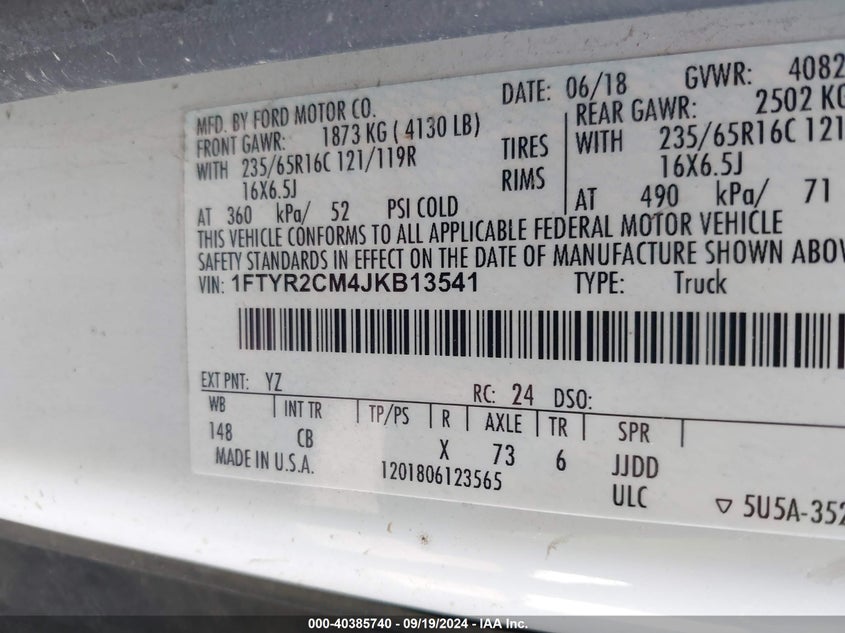 MFD. BY FORD MOTOR CO. DATE: 06/18 GVWR: 4082
FRONT GAWR: 1873 KG ( 4130 LB) REAR GAWR: 2502 KG
WITH 235/65R16C 121/119R TIRES WITH 235/65R16C 121
16X6.5J RIMS 16X6.5J
AT 360 kPa/ 52 PSI COLD AT 490 kPa/ 71
THIS VEHICLE CONFORMS TO ALL APPLICABLE FEDERAL MOTOR VEHICLE
SAFETY STANDARDS IN EFFECT ON THE DATE OF MANUFACTURE SHOWN ABOV
VIN: 1FTYR2CM4JKB13541 TYPE: Truck
EXT PNT: YZ RC: 24 DSO:
WB INT TR TP/PS R AXLE TR SPR
148 CB X 73 6 JJDD
MADE IN U.S.A. 1201806123565 ULC
▽ 5U5A-352
000-40385740 - 09/19/2024 - IAA Inc.